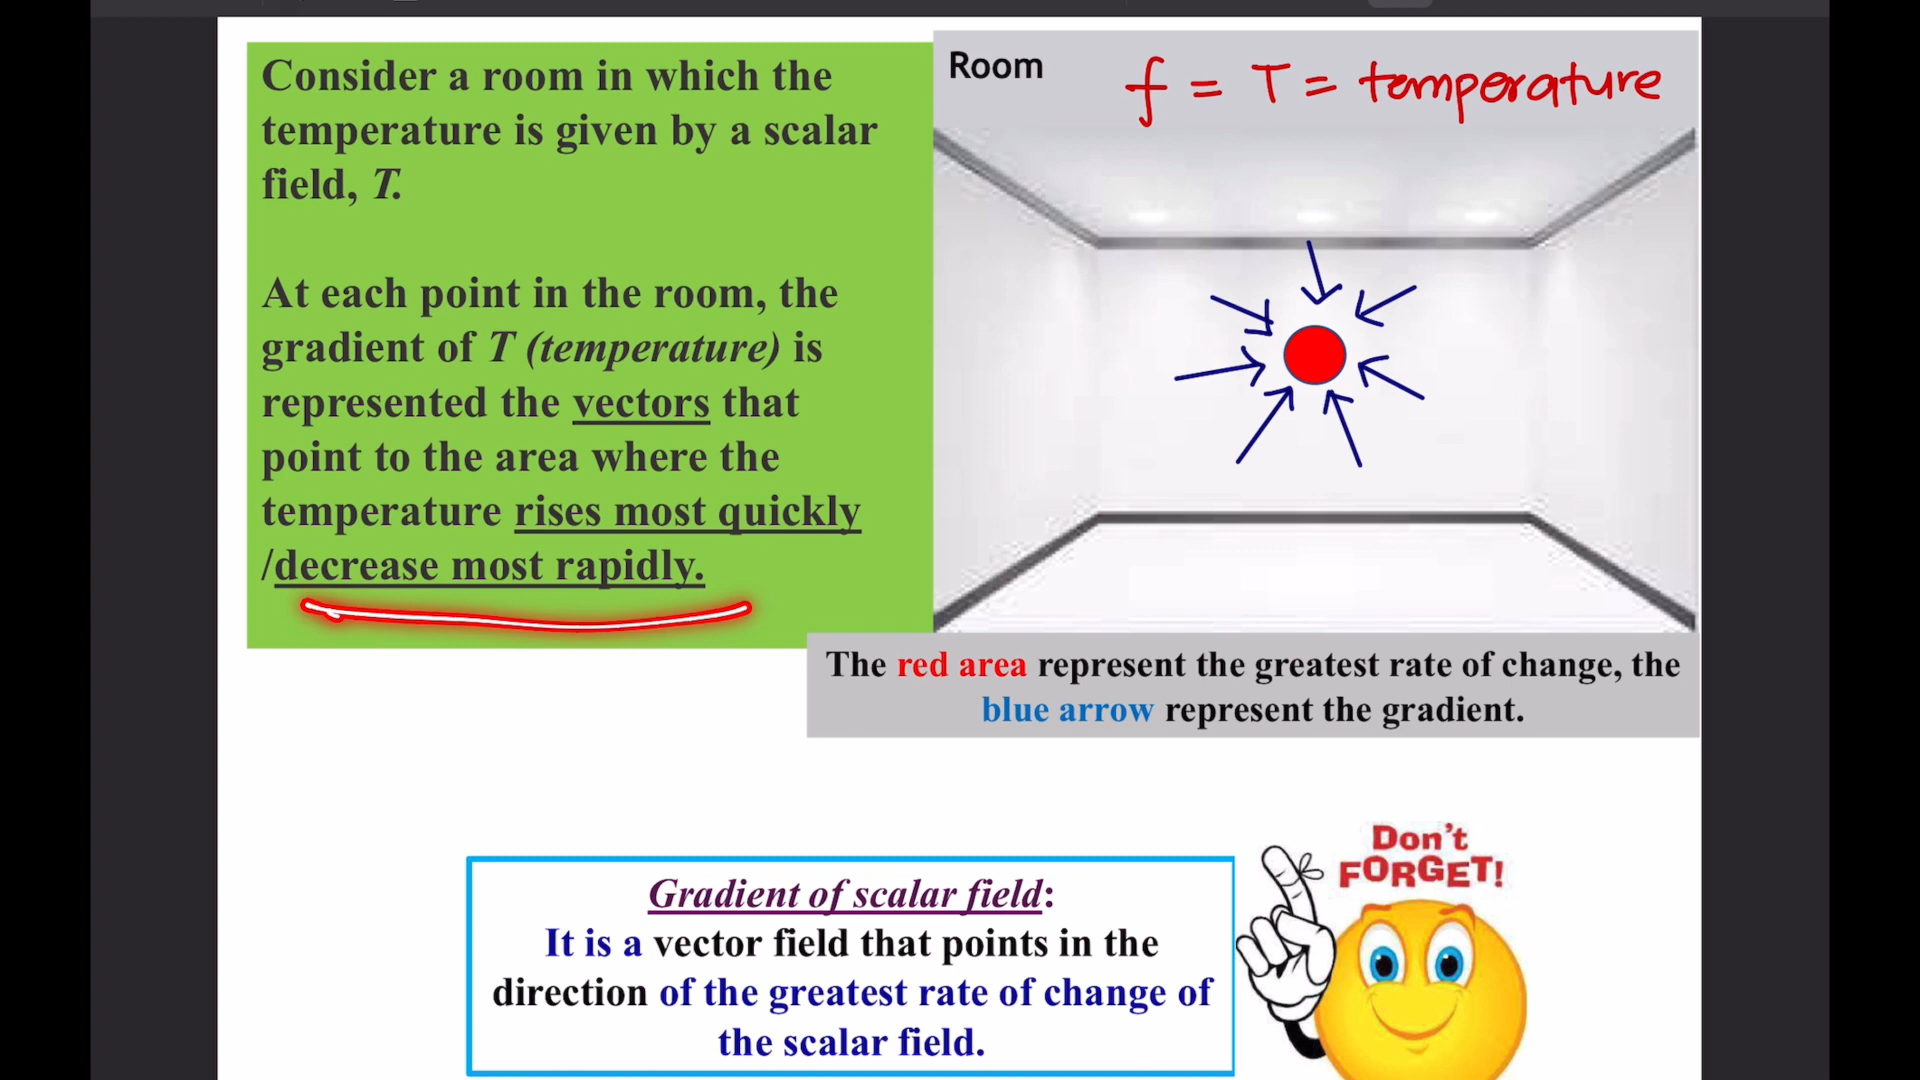 Consider a room in which the
temperature is given by a scalar
field, T.
At each point in the room, the
gradient of T (temperature) is
represented the vectors that
point to the area where the
temperature rises most quickly
/decrease most rapidly.
Room
f = T = temperature
The red area represent the greatest rate of change, the
blue arrow represent the gradient.
Gradient of scalar field:
It is a vector field that points in the
direction of the greatest rate of change of
the scalar field.
Don't
FORGET!